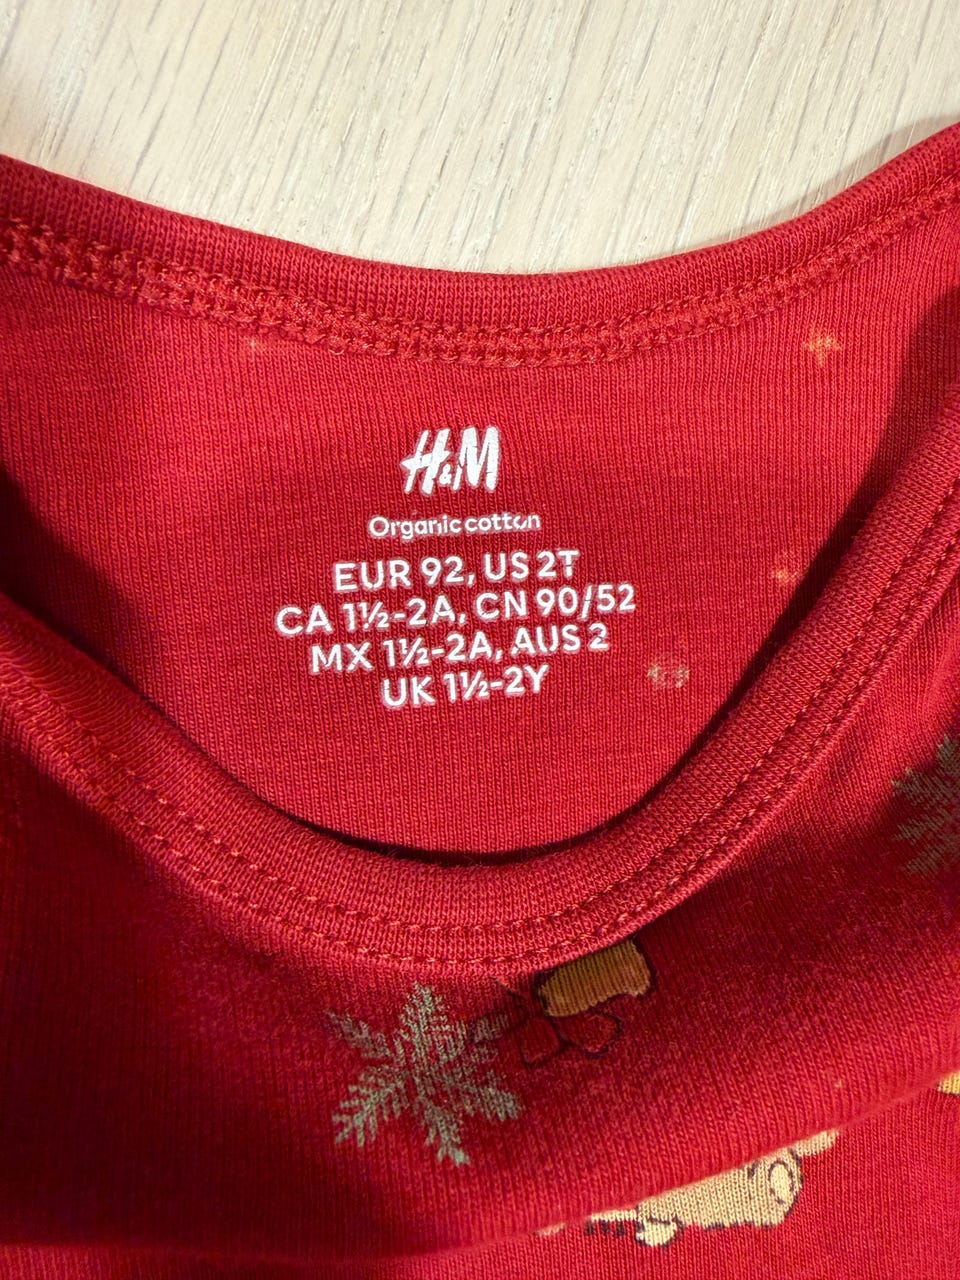 H&M
Organic cotton
EUR 92, US 2T
CA 1½-2A, CN 90/52
MX 1½-2A, AUS 2
UK 1½-2Y